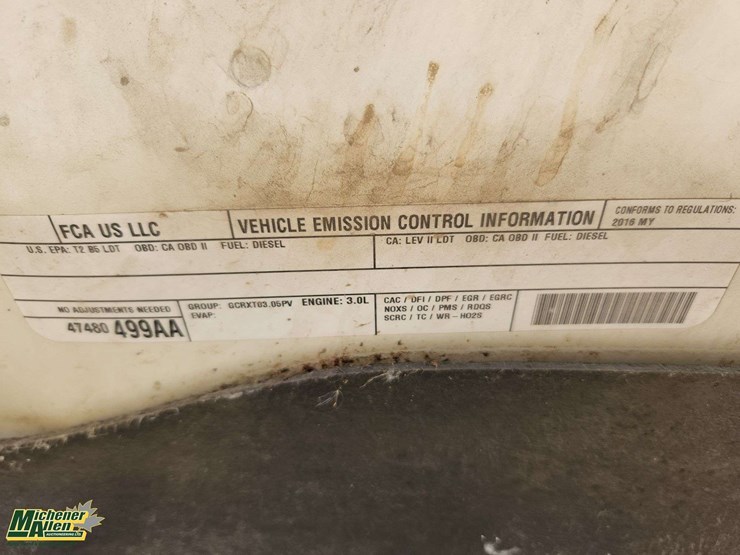 FCA US LLC
VEHICLE EMISSION CONTROL INFORMATION
CONFORMS TO REGULATIONS:
2016 MY
U.S. EPA: T2 B5 LDT OBD: CA OBD II FUEL: DIESEL
CA: LEV II LDT OBD: CA OBD II FUEL: DIESEL
NO ADJUSTMENTS NEEDED
47480 499AA
GROUP: GCRXT03.05PV ENGINE: 3.0L
EVAP:
CAC / DFI / DPF / EGR / EGRC
NOXS / OC / PMS / RDQS
SCRC / TC / WR-HO2S
Michener
Allen
AUCTIONEERING LTD.